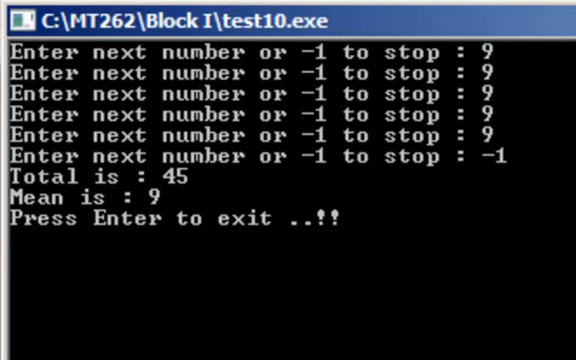 C:\MT262\Block I\test10.exe
Enter next number or -1 to stop : 9
Enter next number or -1 to stop : 9
Enter next number or -1 to stop : 9
Enter next number or -1 to stop : 9
Enter next number or -1 to stop : 9
Enter next number or -1 to stop : -1
Total is : 45
Mean is : 9
Press Enter to exit ..!!